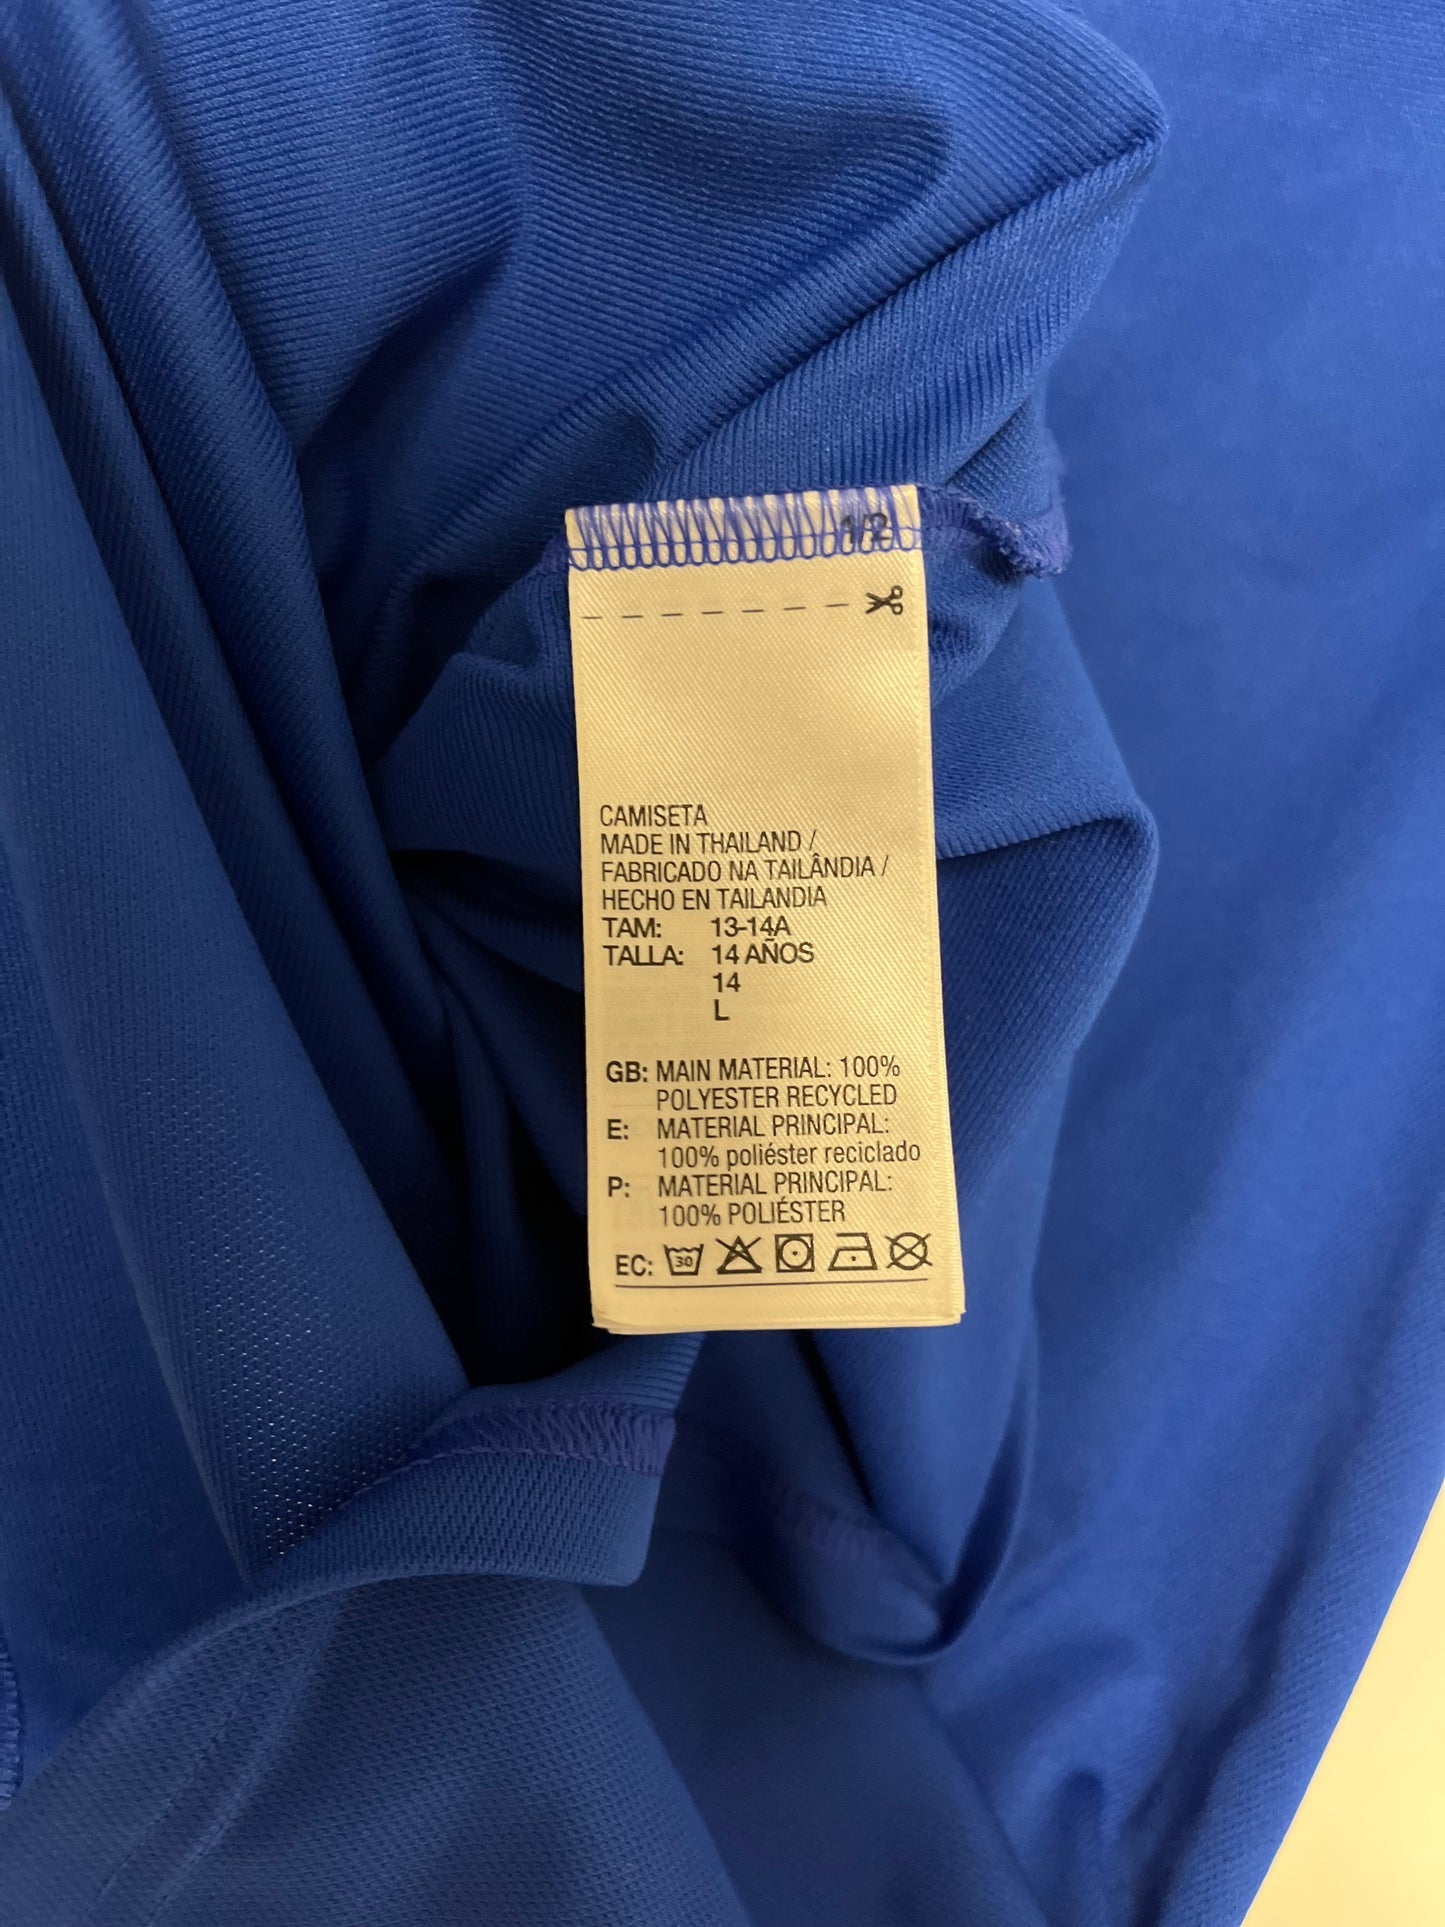 1/2
CAMISETA
MADE IN THAILAND /
FABRICADO NA TAILÂNDIA /
HECHO EN TAILANDIA
TAM: 13-14A
TALLA: 14 AÑOS
14
L
GB: MAIN MATERIAL: 100%
POLYESTER RECYCLED
E: MATERIAL PRINCIPAL:
100% poliéster reciclado
P: MATERIAL PRINCIPAL:
100% POLIÉSTER
EC: 30